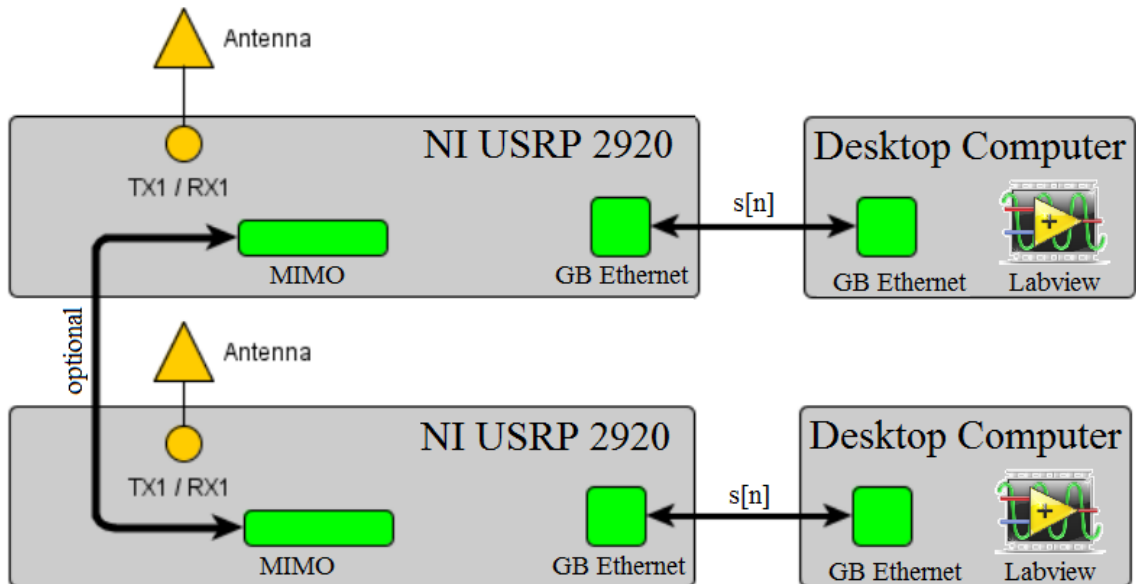 Antenna
NI USRP 2920
Desktop Computer
TX1 / RX1
s[n]
MIMO
GB Ethernet
GB Ethernet
Labview
optional
Antenna
NI USRP 2920
Desktop Computer
TX1 / RX1
s[n]
MIMO
GB Ethernet
GB Ethernet
Labview